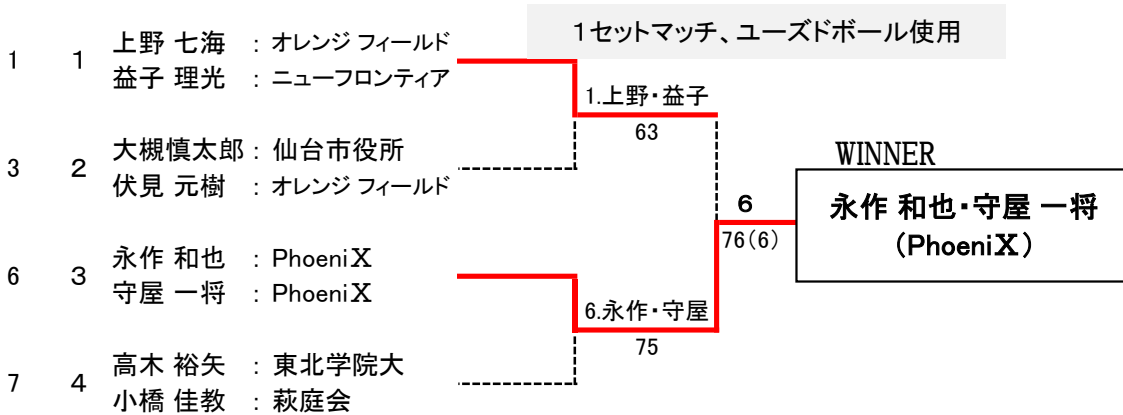 1セットマッチ、ユーズドボール使用
1 1 上野 七海 : オレンジ フィールド
益子 理光 : ニューフロンティア
1.上野・益子
63
3 2 大槻慎太郎 : 仙台市役所
伏見 元樹 : オレンジ フィールド
WINNER
永作 和也・守屋 一将
(PhoeniX)
6
76(6)
6 3 永作 和也 : PhoeniX
守屋 一将 : PhoeniX
6.永作・守屋
75
7 4 高木 裕矢 : 東北学院大
小橋 佳教 : 萩庭会